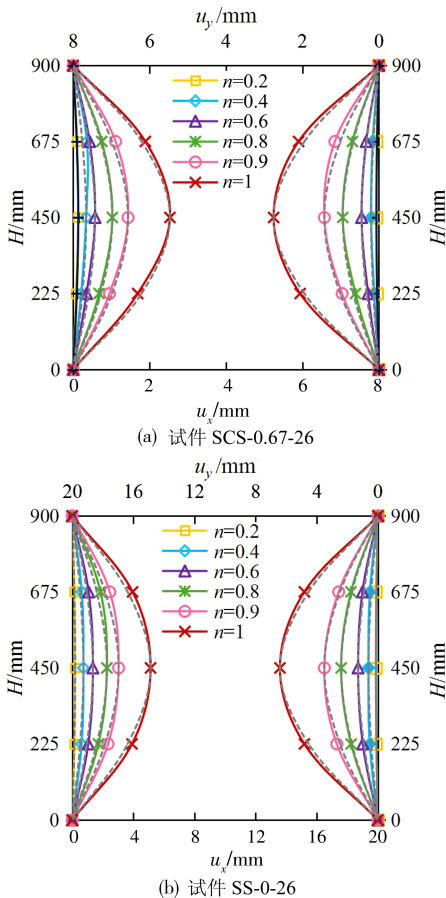 u_y/mm
8 6 4 2 0
900 900
n=0.2
n=0.4
n=0.6
n=0.8
n=0.9
n=1
675 675
H/mm 450 450 H/mm
225 225
0 0
0 2 4 6 8
u_x/mm
(a) 试件 SCS-0.67-26
u_y/mm
20 16 12 8 4 0
900 900
n=0.2
n=0.4
n=0.6
n=0.8
n=0.9
n=1
675 675
H/mm 450 450 H/mm
225 225
0 0
0 4 8 12 16 20
u_x/mm
(b) 试件 SS-0-26